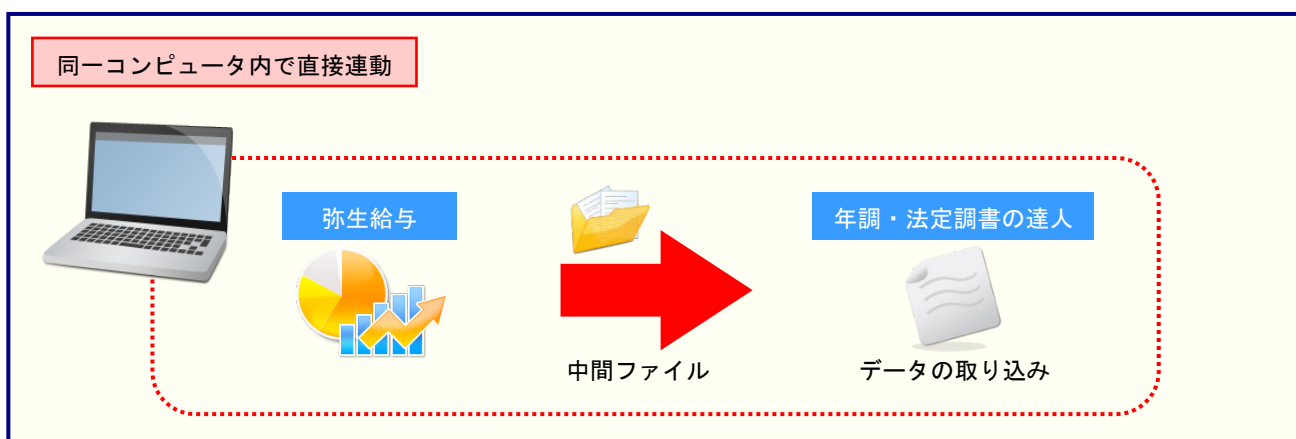 同一コンピュータ内で直接連動
弥生給与
年調・法定調書の達人
中間ファイル
データの取り込み